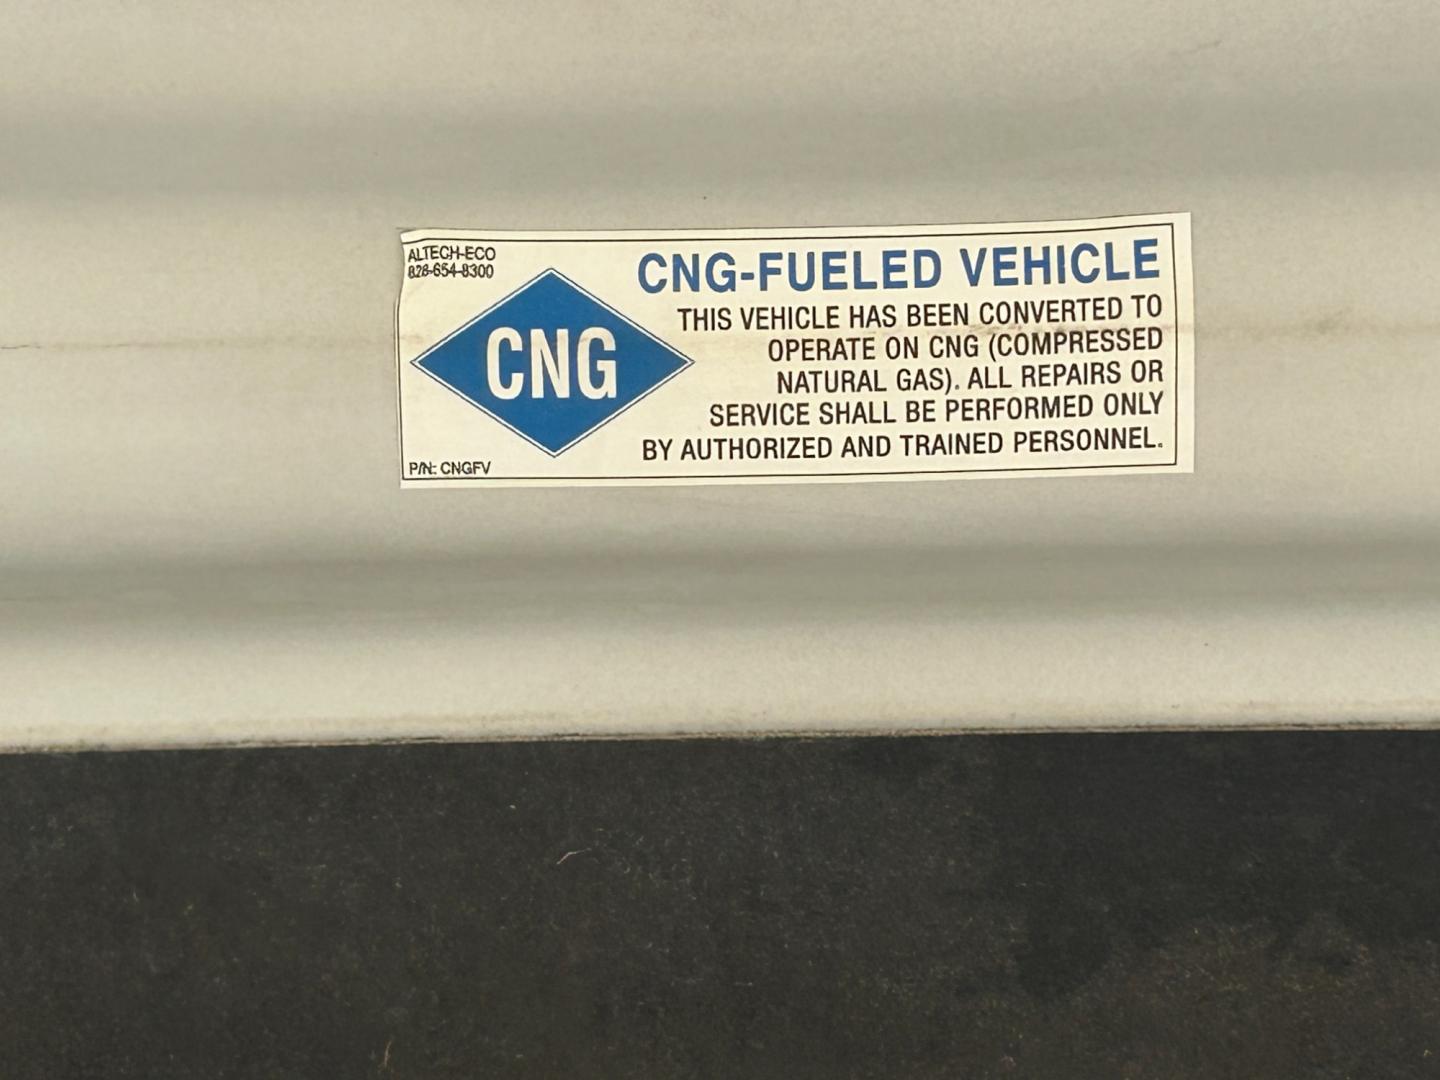 ALTECH-ECO
828-654-8300
CNG
P/N: CNGFV
CNG-FUELED VEHICLE
THIS VEHICLE HAS BEEN CONVERTED TO
OPERATE ON CNG (COMPRESSED
NATURAL GAS). ALL REPAIRS OR
SERVICE SHALL BE PERFORMED ONLY
BY AUTHORIZED AND TRAINED PERSONNEL.